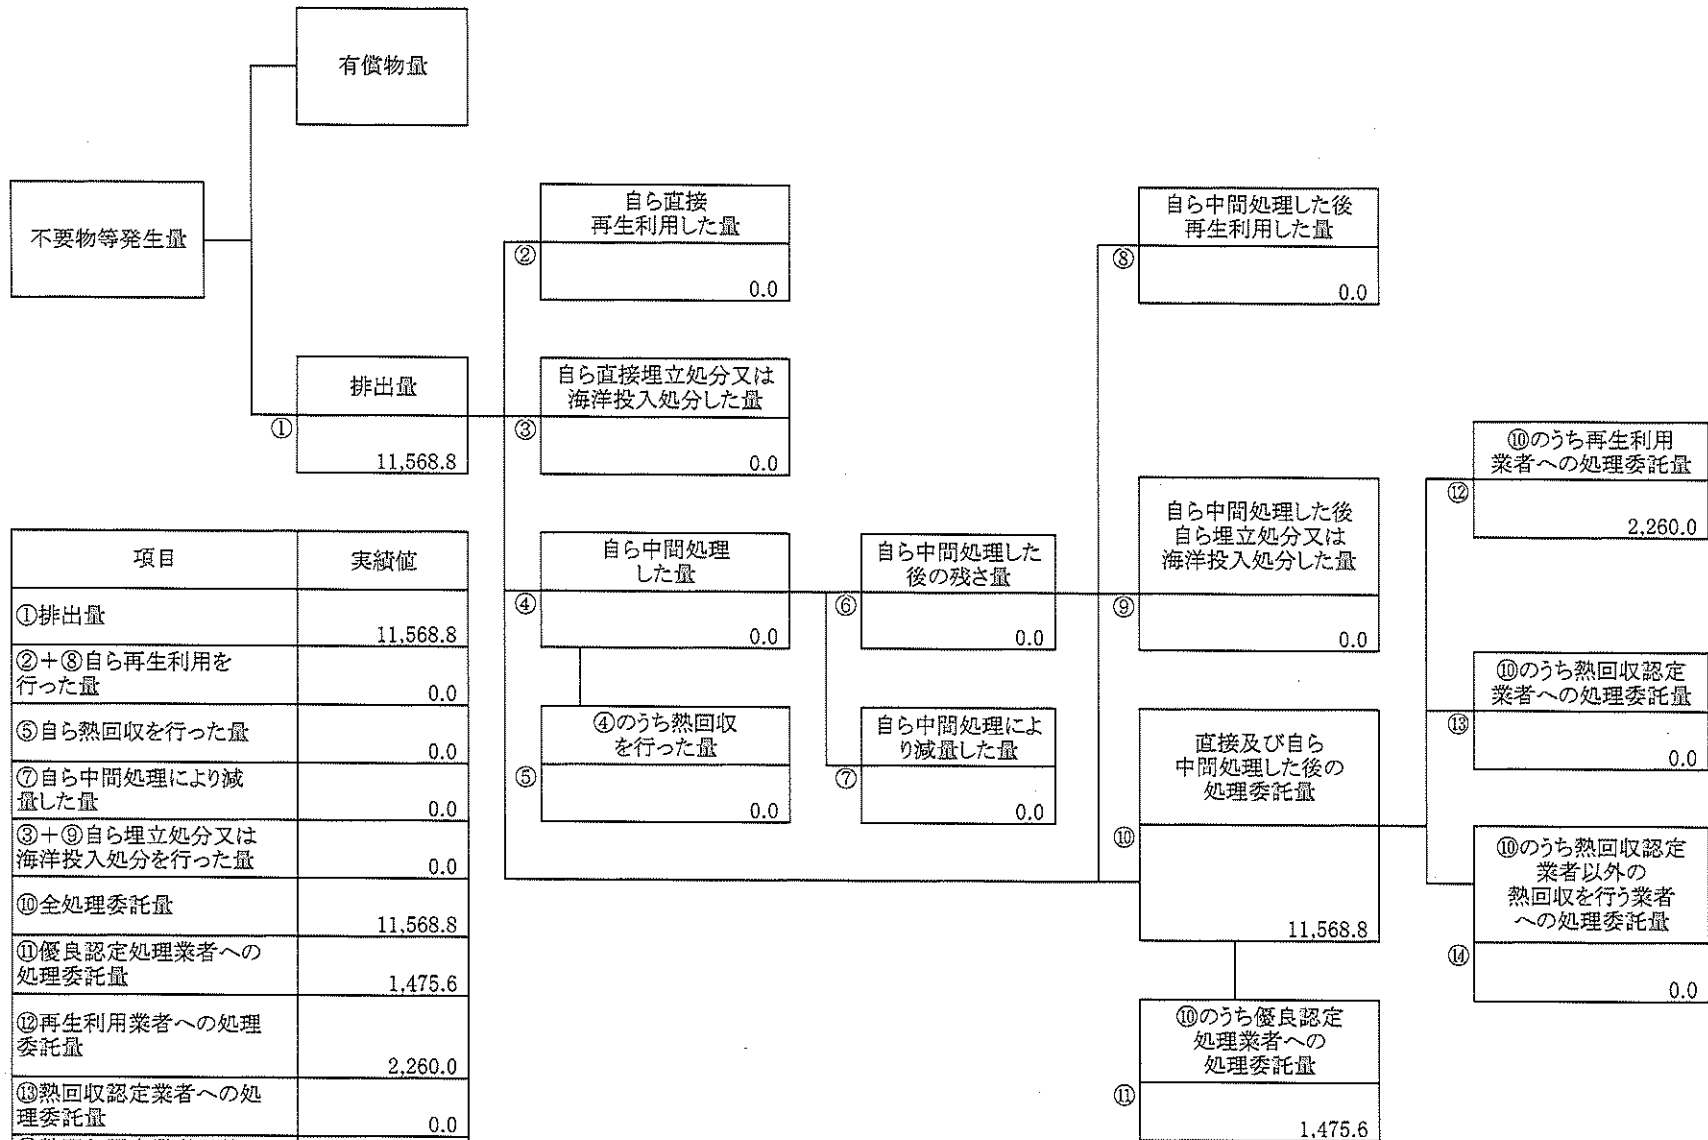 有償物量
不要物等発生量
排出量
①
11,568.8
自ら直接
再生利用した量
②
0.0
自ら直接埋立処分又は
海洋投入処分した量
③
0.0
自ら中間処理
した量
④
0.0
④のうち熱回収
を行った量
⑤
0.0
自ら中間処理した
後の残さ量
⑥
0.0
自ら中間処理によ
り減量した量
⑦
0.0
自ら中間処理した後
再生利用した量
⑧
0.0
自ら中間処理した後
自ら埋立処分又は
海洋投入処分した量
⑨
0.0
直接及び自ら
中間処理した後の
処理委託量
⑩
11,568.8
⑩のうち優良認定
処理業者への
処理委託量
⑪
1,475.6
⑩のうち再生利用
業者への処理委託量
⑫
2,260.0
⑩のうち熱回収認定
業者への処理委託量
⑬
0.0
⑩のうち熱回収認定
業者以外の
熱回収を行う業者
への処理委託量
⑭
0.0
項目 実績値
①排出量
11,568.8
②+⑧自ら再生利用を
行った量
0.0
⑤自ら熱回収を行った量
0.0
⑦自ら中間処理により減
量した量
0.0
③+⑨自ら埋立処分又は
海洋投入処分を行った量
0.0
⑩全処理委託量
11,568.8
⑪優良認定処理業者への
処理委託量
1,475.6
⑫再生利用業者への処理
委託量
2,260.0
⑬熱回収認定業者への処
理委託量
0.0